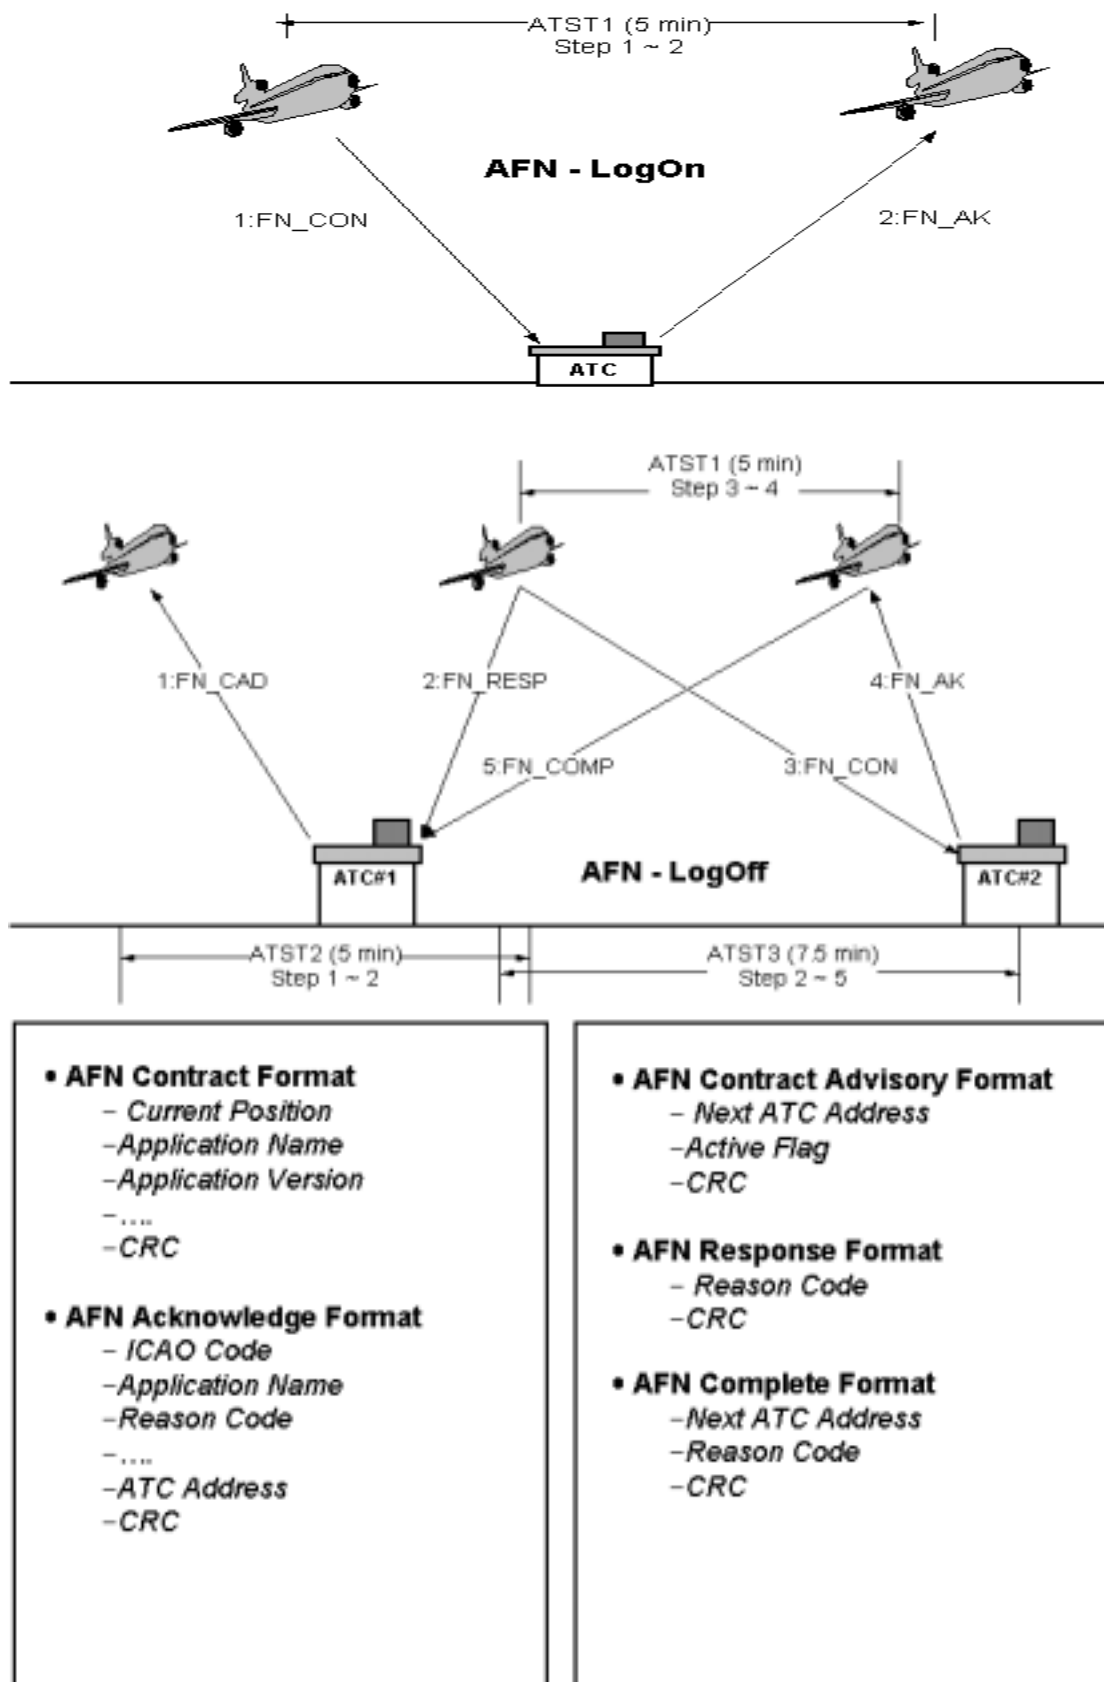 ATST1 (5 min)
Step 1 ~ 2
AFN - LogOn
1:FN_CON
2:FN_AK
ATC
ATST1 (5 min)
Step 3 ~ 4
1:FN_CAD
2:FN_RESP
4:FN_AK
5:FN_COMP
3:FN_CON
ATC#1
AFN - LogOff
ATC#2
ATST2 (5 min)
Step 1 ~ 2
ATST3 (7.5 min)
Step 2 ~ 5
• AFN Contract Format
– Current Position
–Application Name
–Application Version
–....
–CRC
• AFN Acknowledge Format
– ICAO Code
–Application Name
–Reason Code
–....
–ATC Address
–CRC
• AFN Contract Advisory Format
– Next ATC Address
–Active Flag
–CRC
• AFN Response Format
– Reason Code
–CRC
• AFN Complete Format
–Next ATC Address
–Reason Code
–CRC